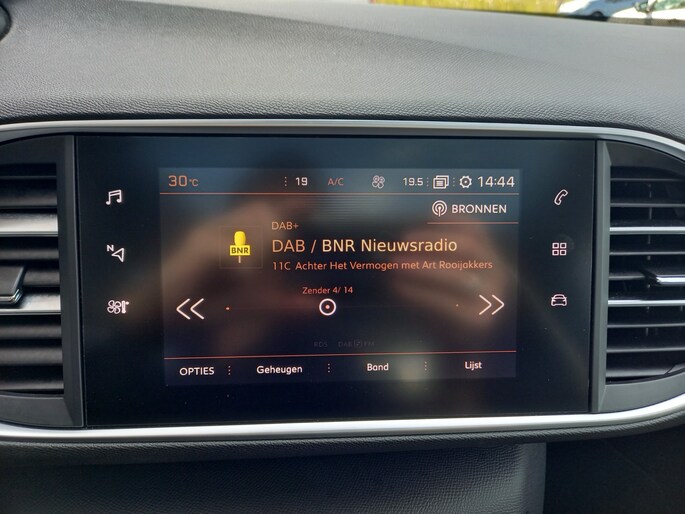 30°C
19
A/C
19.5
14:44
BRONNEN
DAB+
BNR
DAB / BNR Nieuwsradio
11C Achter Het Vermogen met Art Rooijakkers
N
Zender 4/ 14
OPTIES
Geheugen
Band
Lijst